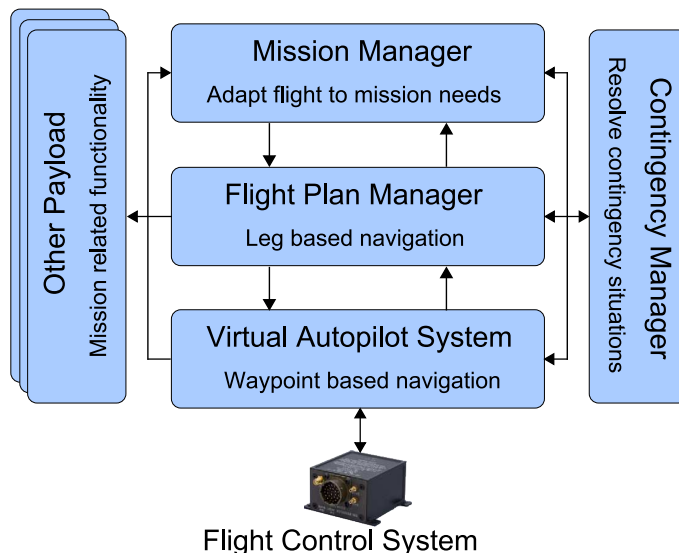 Mission Manager
Adapt flight to mission needs
Flight Plan Manager
Leg based navigation
Virtual Autopilot System
Waypoint based navigation
Other Payload
Mission related functionality
Contingency Manager
Resolve contingency situations
Flight Control System